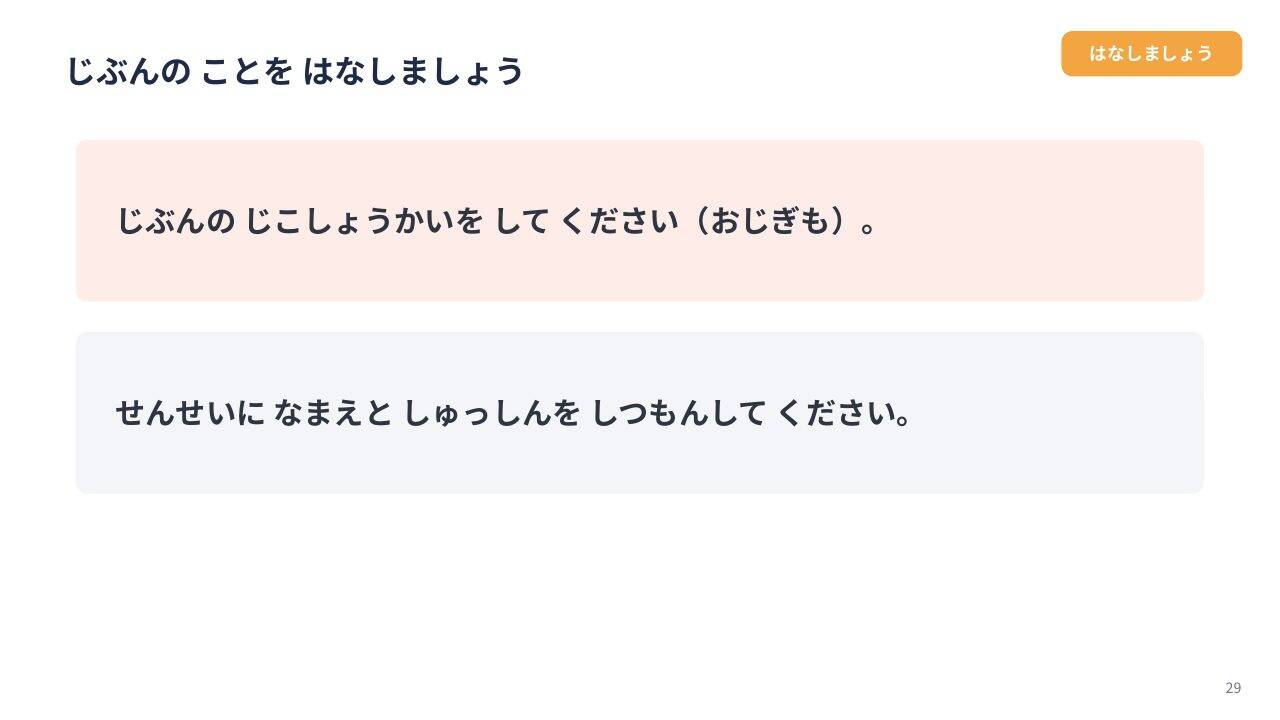 じぶんの ことを はなしましょう
はなしましょう
じぶんの じこしょうかいを して ください（おじぎも）。
せんせいに なまえと しゅっしんを しつもんして ください。
29